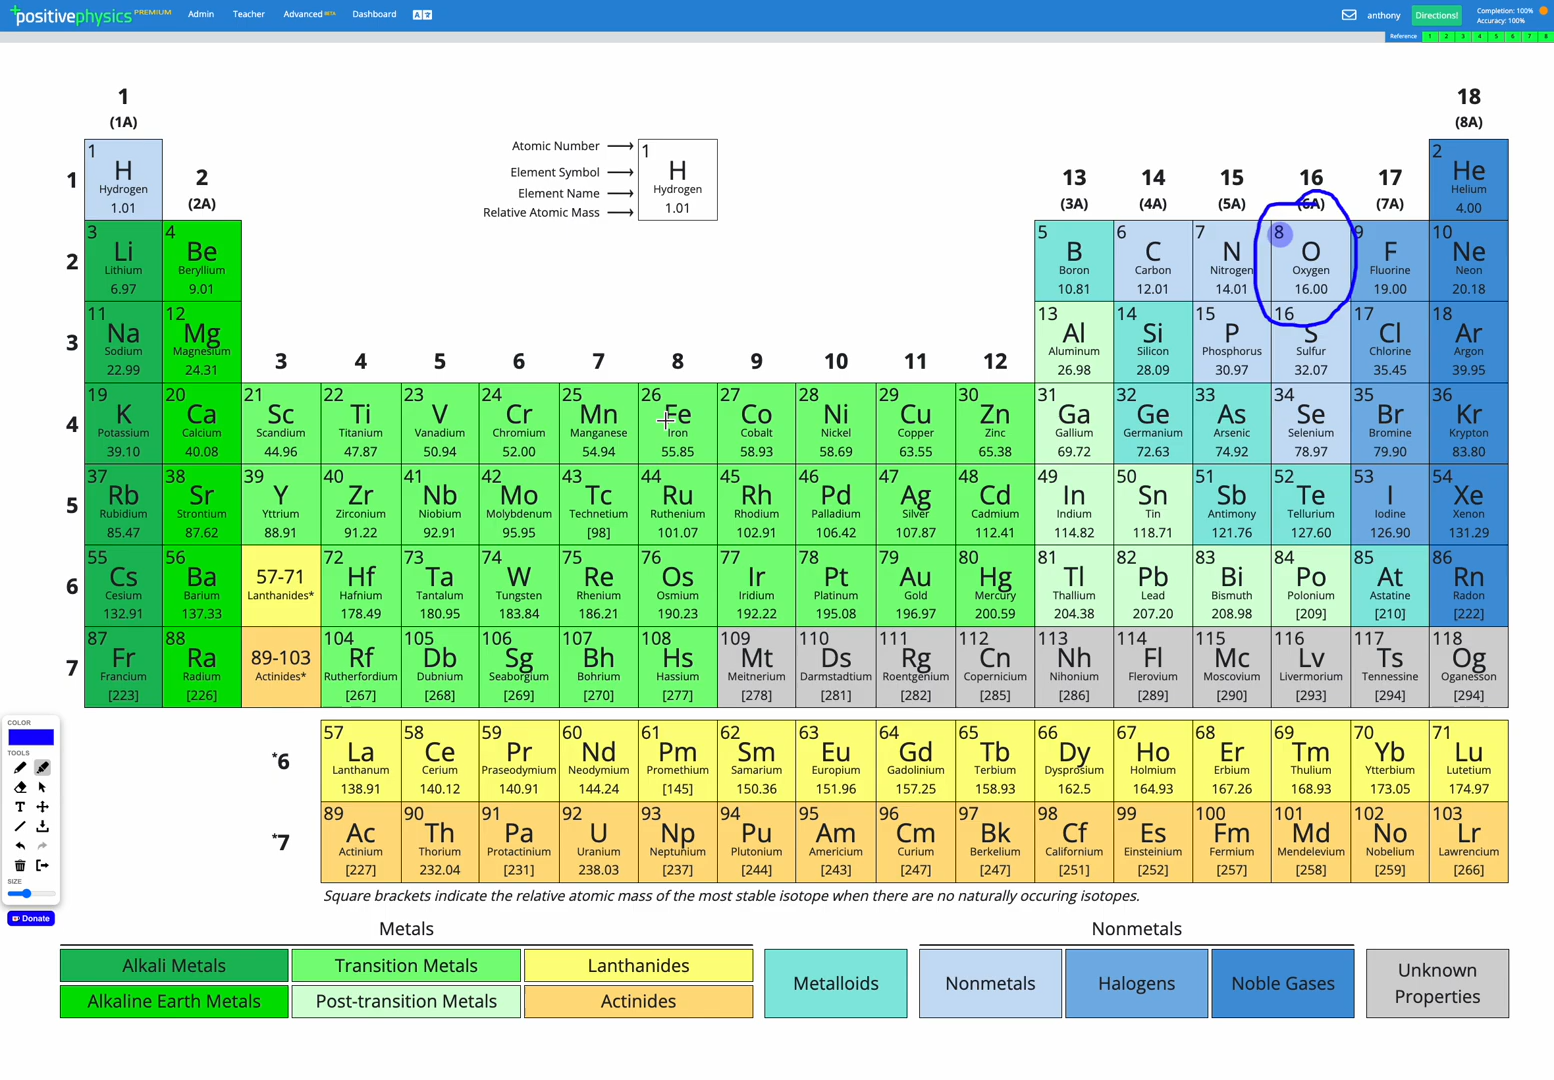 positivephysics PREMIUM Admin Teacher Advanced BETA Dashboard anthony Directions! Completion: 100%
Accuracy: 100%
Reference 1 2 3 4 5 6 7 8
1 18
(1A) (8A)
Atomic Number 1
Element Symbol H
Element Name Hydrogen
Relative Atomic Mass 1.01
2 13 14 15 16 17
(2A) (3A) (4A) (5A) (6A) (7A)
1 1 2
H He
Hydrogen Helium
1.01 4.00
2 3 4 5 6 7 8 9 10
Li Be B C N O F Ne
Lithium Beryllium Boron Carbon Nitrogen Oxygen Fluorine Neon
6.97 9.01 10.81 12.01 14.01 16.00 19.00 20.18
3 11 12 13 14 15 16 17 18
Na Mg Al Si P S Cl Ar
Sodium Magnesium Aluminum Silicon Phosphorus Sulfur Chlorine Argon
22.99 24.31 26.98 28.09 30.97 32.07 35.45 39.95
3 4 5 6 7 8 9 10 11 12
4 19 20 21 22 23 24 25 26 27 28 29 30 31 32 33 34 35 36
K Ca Sc Ti V Cr Mn Fe Co Ni Cu Zn Ga Ge As Se Br Kr
Potassium Calcium Scandium Titanium Vanadium Chromium Manganese Iron Cobalt Nickel Copper Zinc Gallium Germanium Arsenic Selenium Bromine Krypton
39.10 40.08 44.96 47.87 50.94 52.00 54.94 55.85 58.93 58.69 63.55 65.38 69.72 72.63 74.92 78.97 79.90 83.80
5 37 38 39 40 41 42 43 44 45 46 47 48 49 50 51 52 53 54
Rb Sr Y Zr Nb Mo Tc Ru Rh Pd Ag Cd In Sn Sb Te I Xe
Rubidium Strontium Yttrium Zirconium Niobium Molybdenum Technetium Ruthenium Rhodium Palladium Silver Cadmium Indium Tin Antimony Tellurium Iodine Xenon
85.47 87.62 88.91 91.22 92.91 95.95 [98] 101.07 102.91 106.42 107.87 112.41 114.82 118.71 121.76 127.60 126.90 131.29
6 55 56 57-71 72 73 74 75 76 77 78 79 80 81 82 83 84 85 86
Cs Ba Hf Ta W Re Os Ir Pt Au Hg Tl Pb Bi Po At Rn
Cesium Barium Lanthanides* Hafnium Tantalum Tungsten Rhenium Osmium Iridium Platinum Gold Mercury Thallium Lead Bismuth Polonium Astatine Radon
132.91 137.33 178.49 180.95 183.84 186.21 190.23 192.22 195.08 196.97 200.59 204.38 207.20 208.98 [209] [210] [222]
7 87 88 89-103 104 105 106 107 108 109 110 111 112 113 114 115 116 117 118
Fr Ra Rf Db Sg Bh Hs Mt Ds Rg Cn Nh Fl Mc Lv Ts Og
Francium Radium Actinides* Rutherfordium Dubnium Seaborgium Bohrium Hassium Meitnerium Darmstadtium Roentgenium Copernicium Nihonium Flerovium Moscovium Livermorium Tennessine Oganesson
[223] [226] [267] [268] [269] [270] [277] [278] [281] [282] [285] [286] [289] [290] [293] [294] [294]
*6 57 58 59 60 61 62 63 64 65 66 67 68 69 70 71
La Ce Pr Nd Pm Sm Eu Gd Tb Dy Ho Er Tm Yb Lu
Lanthanum Cerium Praseodymium Neodymium Promethium Samarium Europium Gadolinium Terbium Dysprosium Holmium Erbium Thulium Ytterbium Lutetium
138.91 140.12 140.91 144.24 [145] 150.36 151.96 157.25 158.93 162.5 164.93 167.26 168.93 173.05 174.97
*7 89 90 91 92 93 94 95 96 97 98 99 100 101 102 103
Ac Th Pa U Np Pu Am Cm Bk Cf Es Fm Md No Lr
Actinium Thorium Protactinium Uranium Neptunium Plutonium Americium Curium Berkelium Californium Einsteinium Fermium Mendelevium Nobelium Lawrencium
[227] 232.04 [231] 238.03 [237] [244] [243] [247] [247] [251] [252] [257] [258] [259] [266]
Square brackets indicate the relative atomic mass of the most stable isotope when there are no naturally occuring isotopes.
COLOR
TOOLS
T
SIZE
Donate
Metals Nonmetals
Alkali Metals Transition Metals Lanthanides Metalloids Nonmetals Halogens Noble Gases Unknown Properties
Alkaline Earth Metals Post-transition Metals Actinides